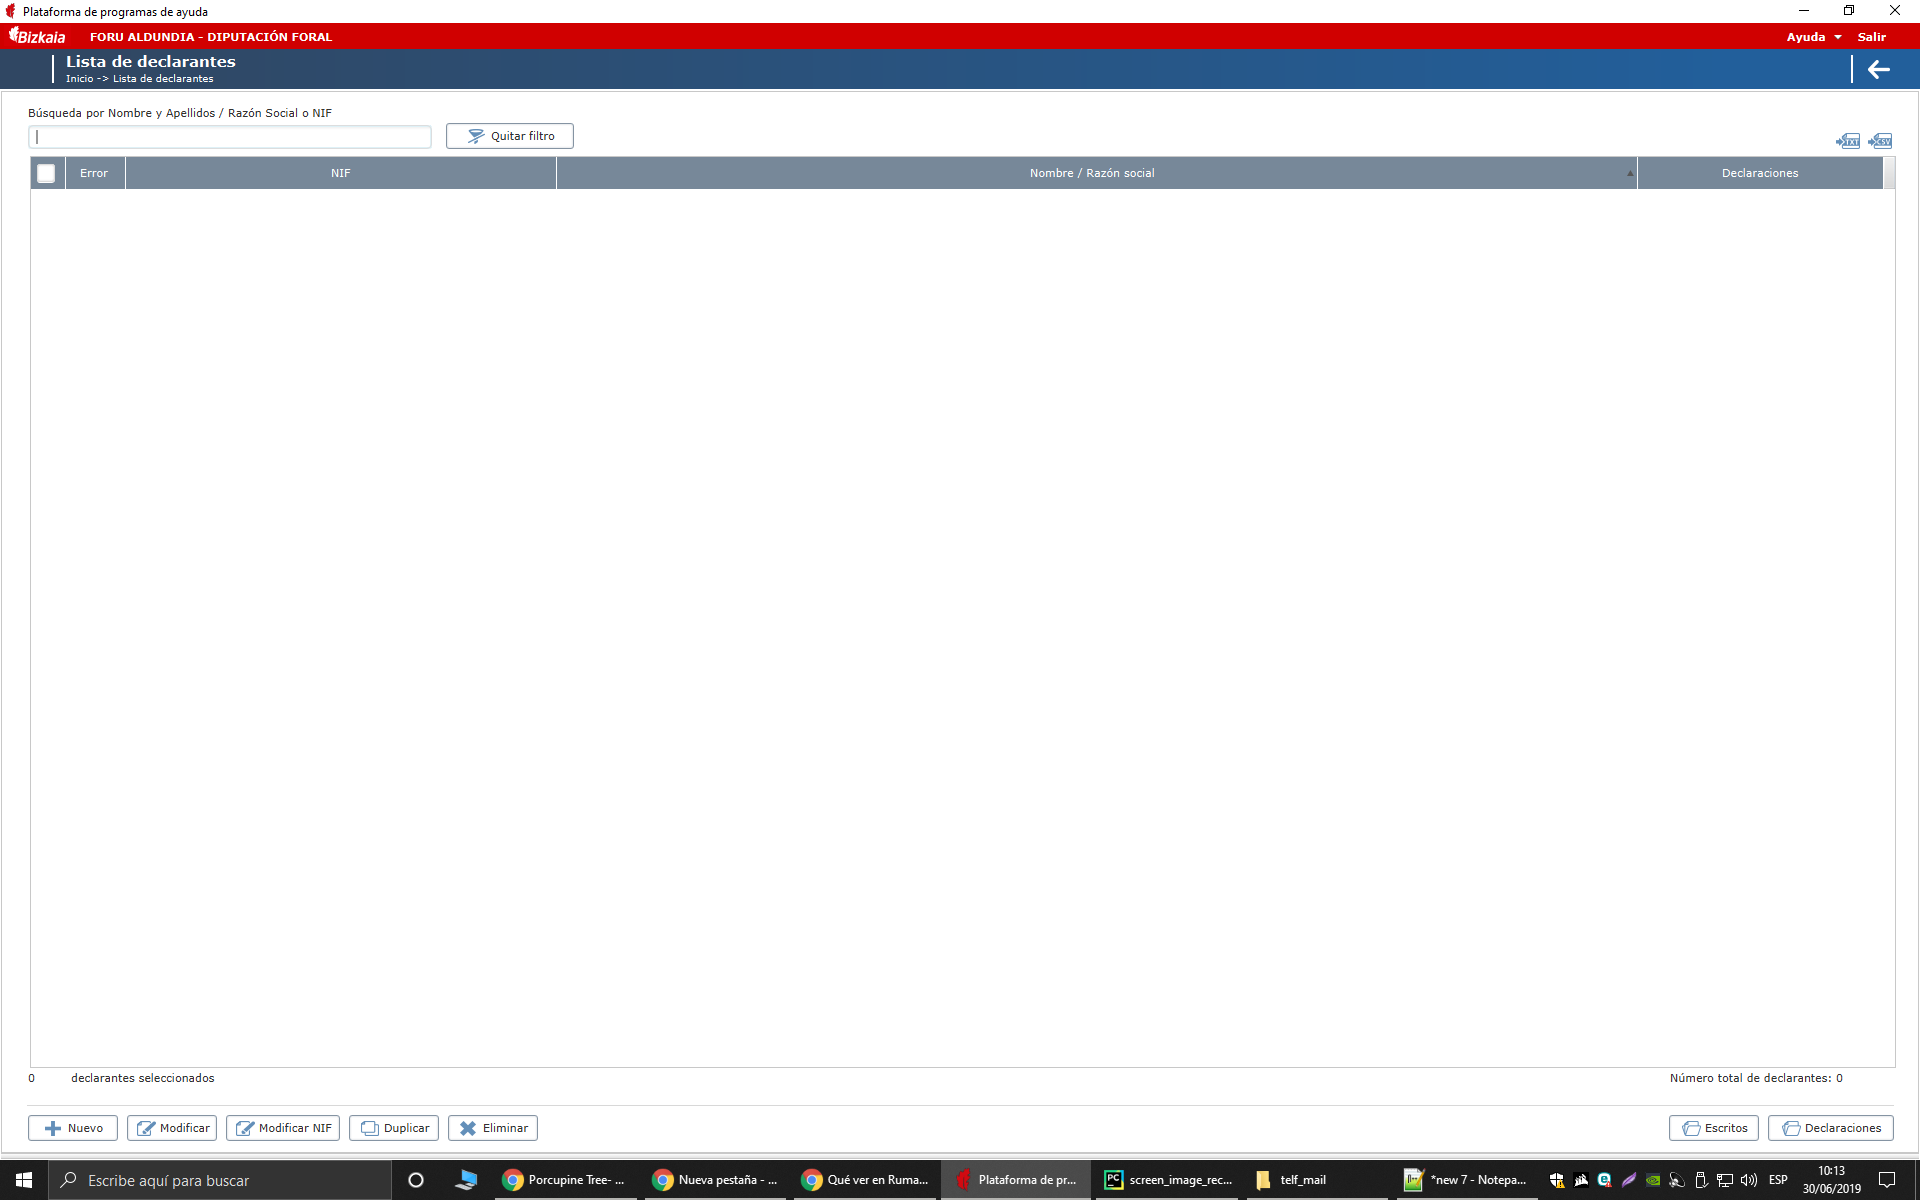 Plataforma de programas de ayuda
Bizkaia FORU ALDUNDIA - DIPUTACIÓN FORAL Ayuda Salir
Lista de declarantes
Inicio -> Lista de declarantes
Búsqueda por Nombre y Apellidos / Razón Social o NIF
Quitar filtro TXT CSV
Error NIF Nombre / Razón social Declaraciones
0 declarantes seleccionados Número total de declarantes: 0
Nuevo Modificar Modificar NIF Duplicar Eliminar Escritos Declaraciones
Escribe aquí para buscar Porcupine Tree- ... Nueva pestaña - ... Qué ver en Ruma... Plataforma de pr... PC screen_image_rec... telf_mail *new 7 - Notepa... ESP 10:13
30/06/2019